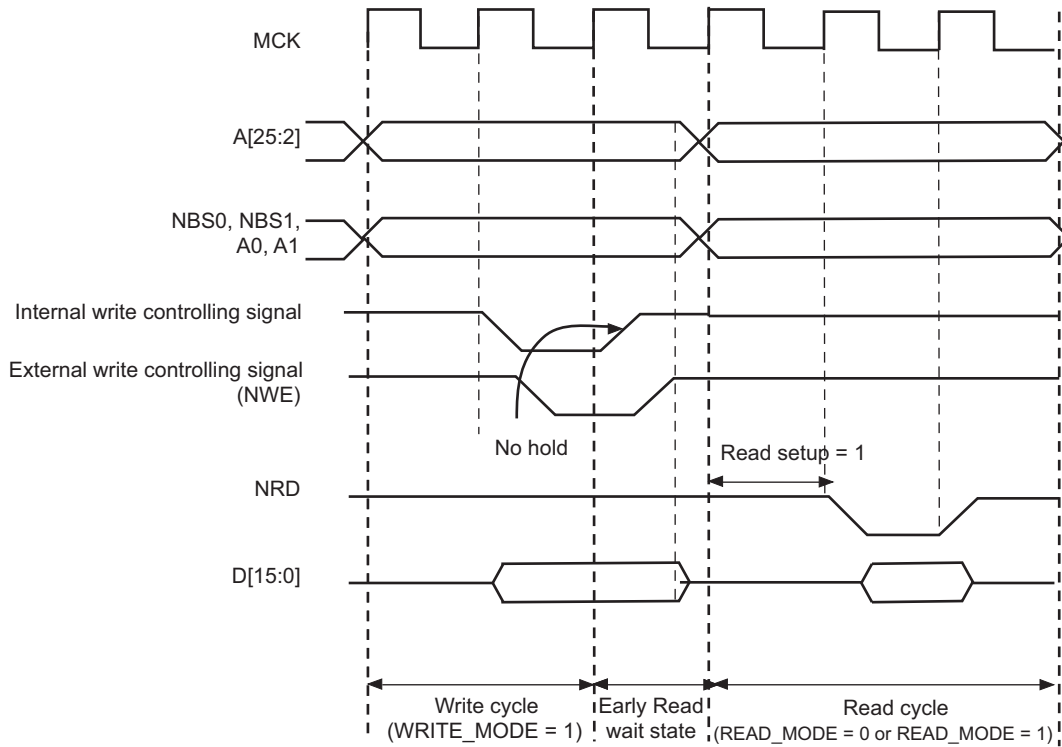 MCK
A[25:2]
NBS0, NBS1,
A0, A1
Internal write controlling signal
External write controlling signal
(NWE)
No hold
Read setup = 1
NRD
D[15:0]
Write cycle
(WRITE_MODE = 1)
Early Read
wait state
Read cycle
(READ_MODE = 0 or READ_MODE = 1)